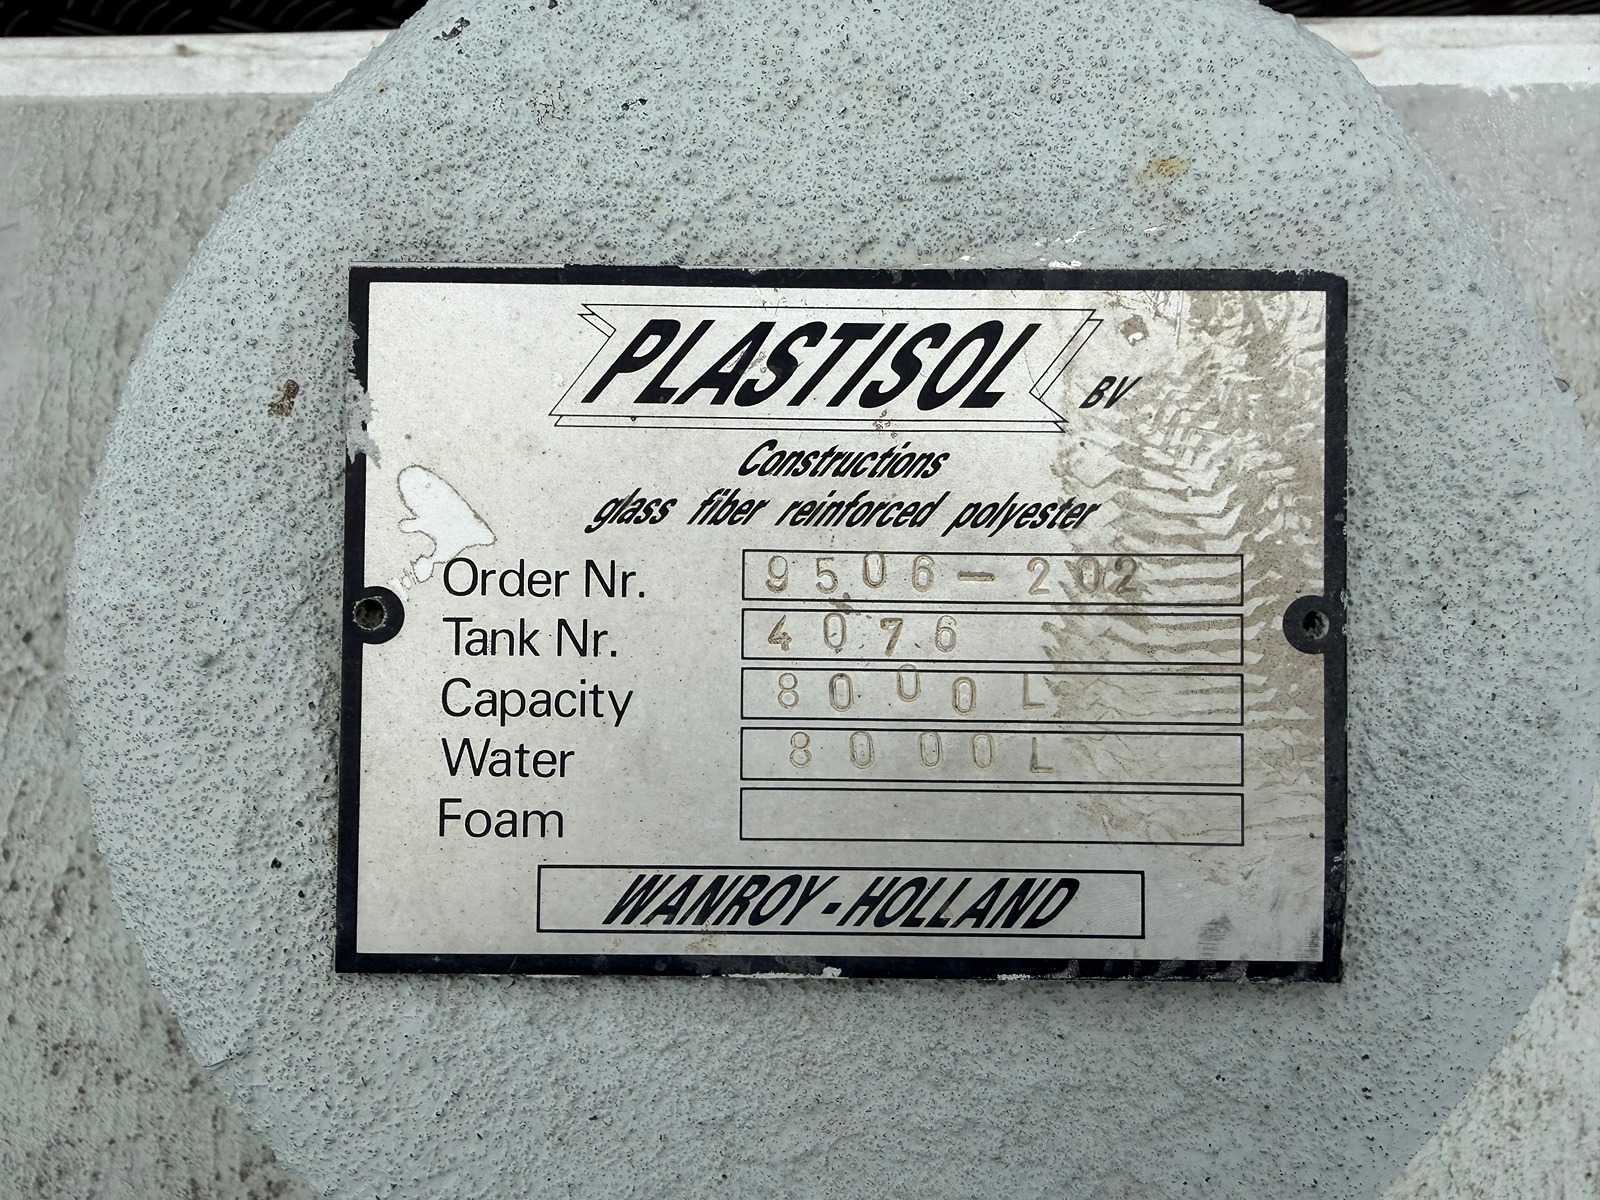 PLASTISOL BV
Constructions
glass fiber reinforced polyester
Order Nr. 9506-202
Tank Nr. 4076
Capacity 8000L
Water 8000L
Foam
WANROY-HOLLAND